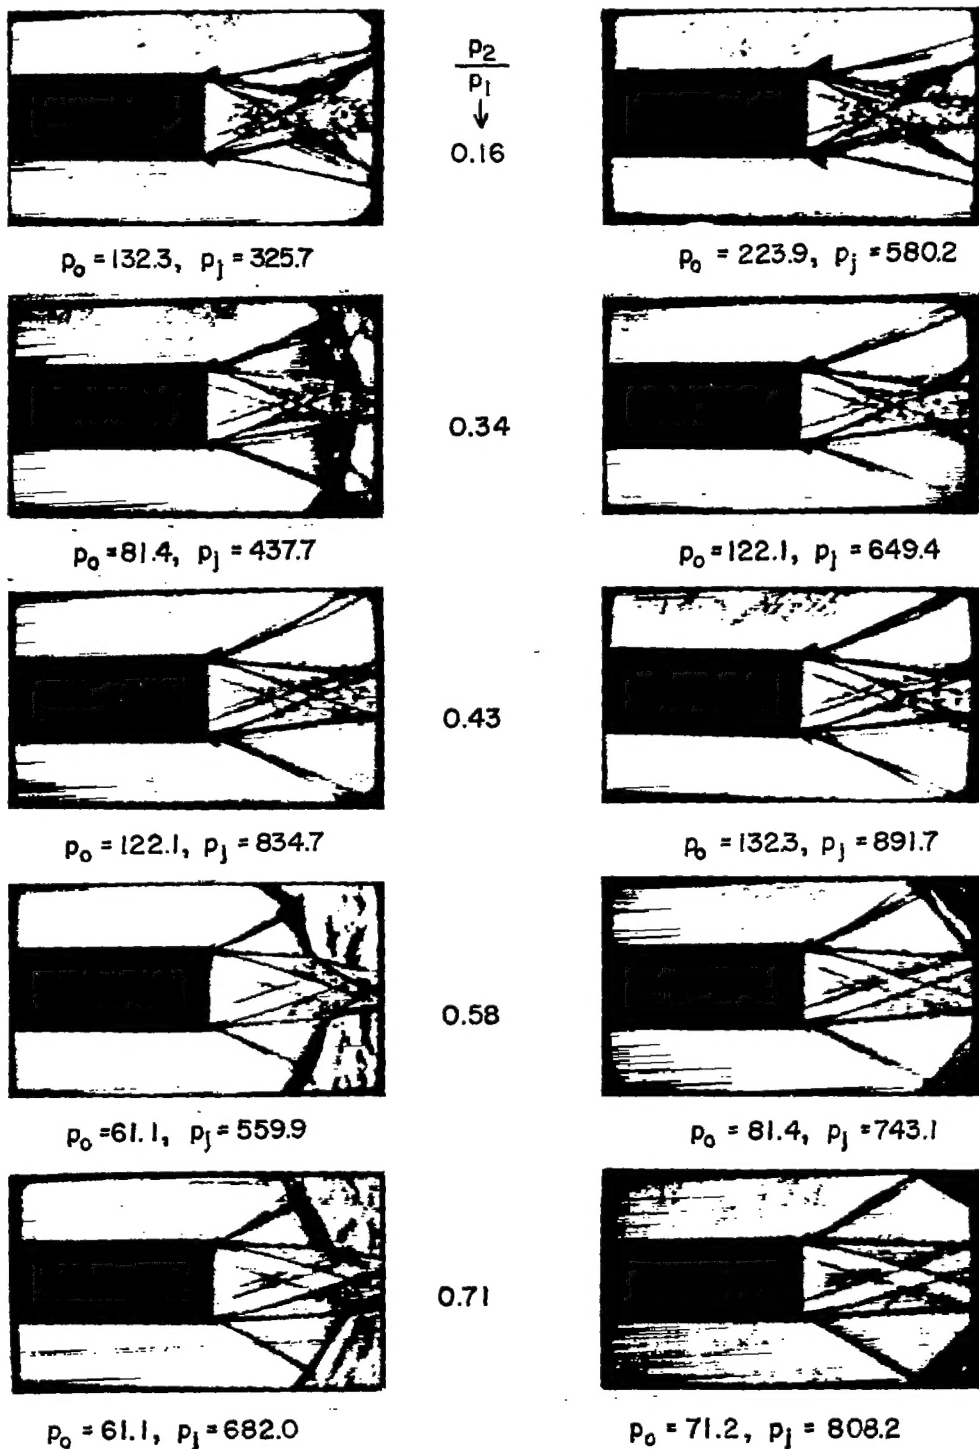 p₂
p₁
↓
0.16
p₀ = 132.3, pⱼ = 325.7
p₀ = 223.9, pⱼ = 580.2
0.34
p₀ = 81.4, pⱼ = 437.7
p₀ = 122.1, pⱼ = 649.4
0.43
p₀ = 122.1, pⱼ = 834.7
p₀ = 132.3, pⱼ = 891.7
0.58
p₀ = 61.1, pⱼ = 559.9
p₀ = 81.4, pⱼ = 743.1
0.71
p₀ = 61.1, pⱼ = 682.0
p₀ = 71.2, pⱼ = 808.2